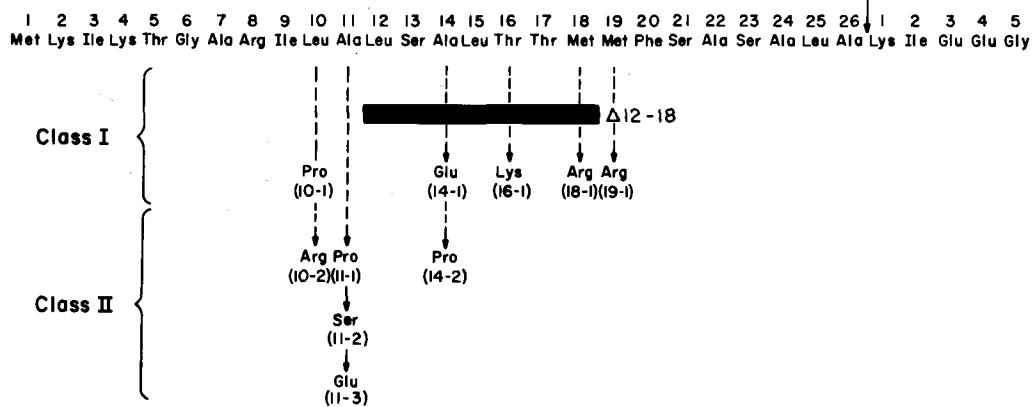 1 2 3 4 5 6 7 8 9 10 11 12 13 14 15 16 17 18 19 20 21 22 23 24 25 26 1 2 3 4 5
Met Lys Ile Lys Thr Gly Ala Arg Ile Leu Ala Leu Ser Ala Leu Thr Thr Met Met Phe Ser Ala Ser Ala Leu Ala Lys Ile Glu Glu Gly
Δ12-18
Class I
Pro Glu Lys Arg Arg
(10-1) (14-1) (16-1) (18-1)(19-1)
Arg Pro Pro
(10-2)(11-1) (14-2)
Class II
Ser
(11-2)
Glu
(11-3)